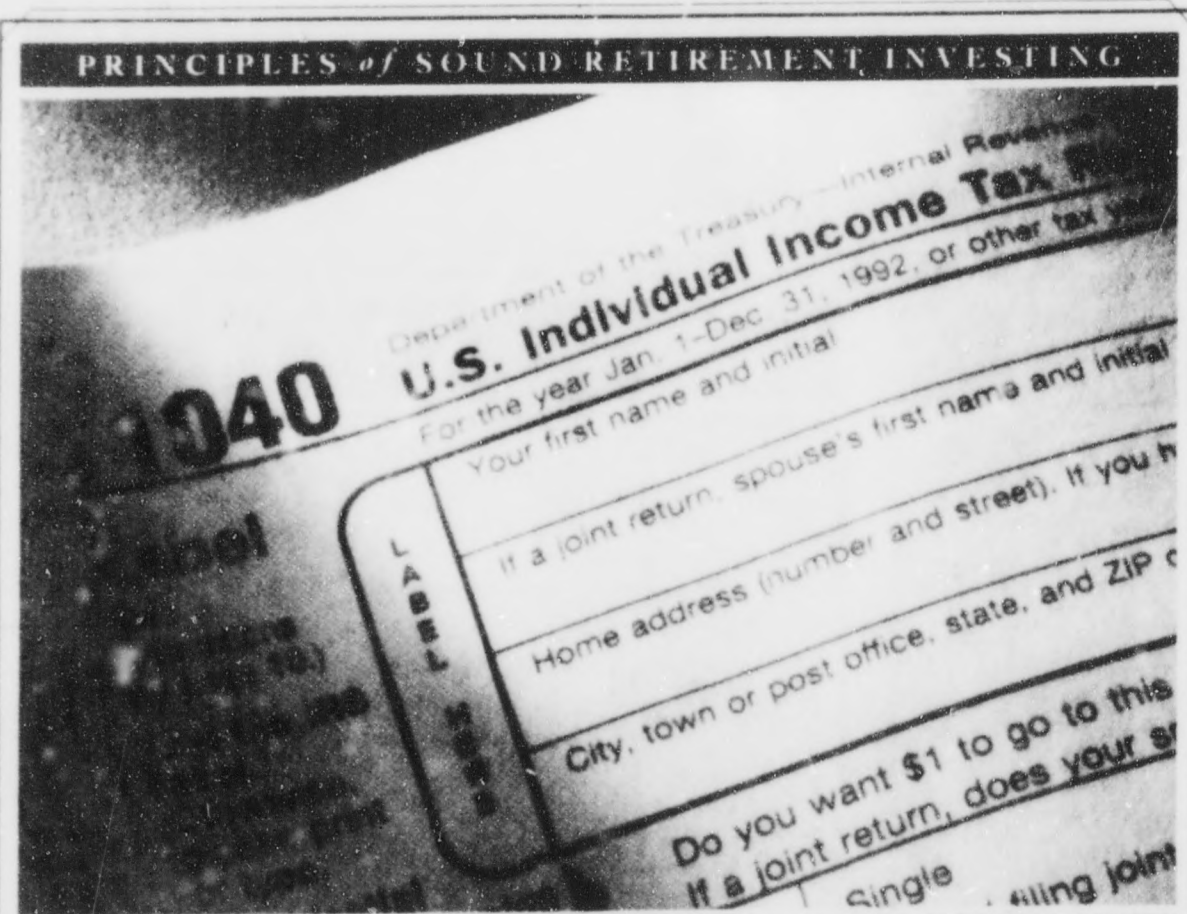 PRINCIPLES of SOUND RETIREMENT INVESTING
Department of the Treasury—Internal Revenue
1040 U.S. Individual Income Tax
For the year Jan. 1–Dec 31, 1992, or other tax year
Your first name and initial
If a joint return, spouse's first name and initial
Home address (number and street). If you h
City, town or post office, state, and ZIP c
LABEL HERE
Do you want $1 to go to this
If a joint return, does your sp
Single
filing joint